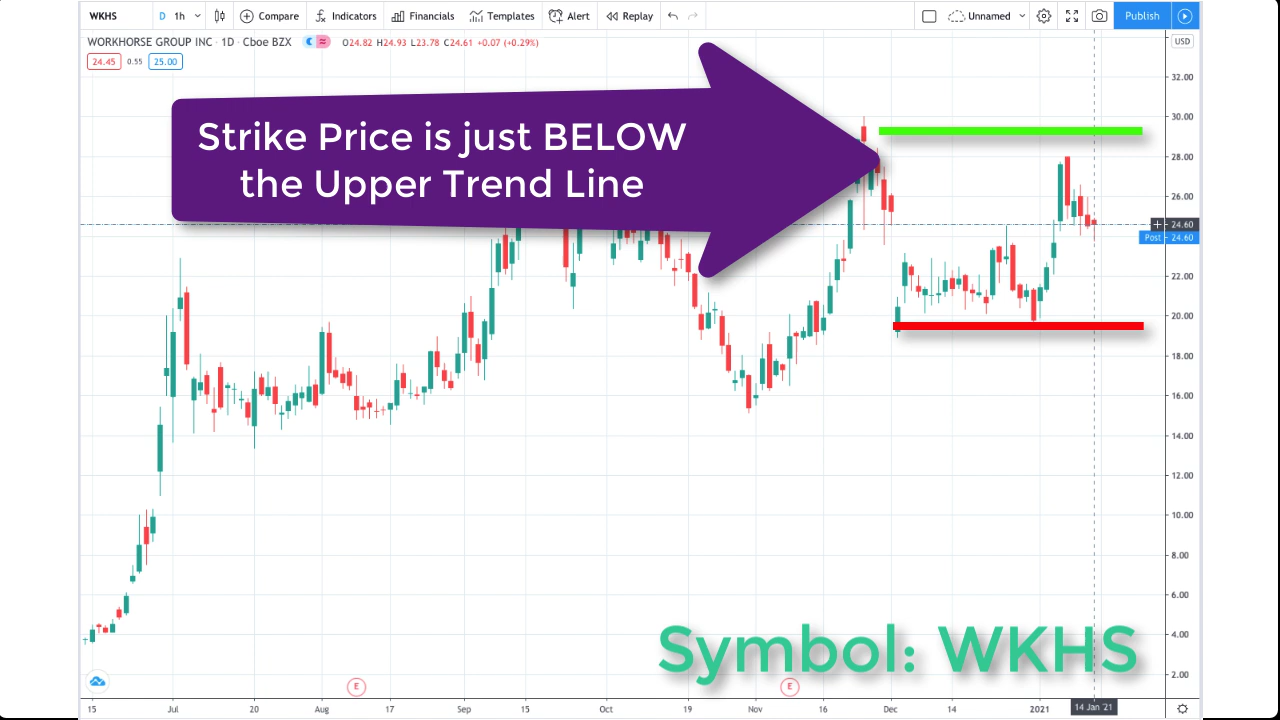 WKHS D 1h Compare Indicators Financials Templates Alert Replay Unnamed Publish
WORKHORSE GROUP INC · 1D · Cboe BZX O24.82 H24.93 L23.78 C24.61 +0.07 (+0.29%)
USD
24.45 0.55 25.00
32.00
30.00
Strike Price is just BELOW
the Upper Trend Line
28.00
26.00
24.60
Post 24.60
22.00
20.00
18.00
16.00
14.00
12.00
10.00
8.00
6.00
4.00
Symbol: WKHS
2.00
E E
15 Jul 20 Aug 17 Sep 15 Oct Nov 16 Dec 14 2021 14 Jan '21